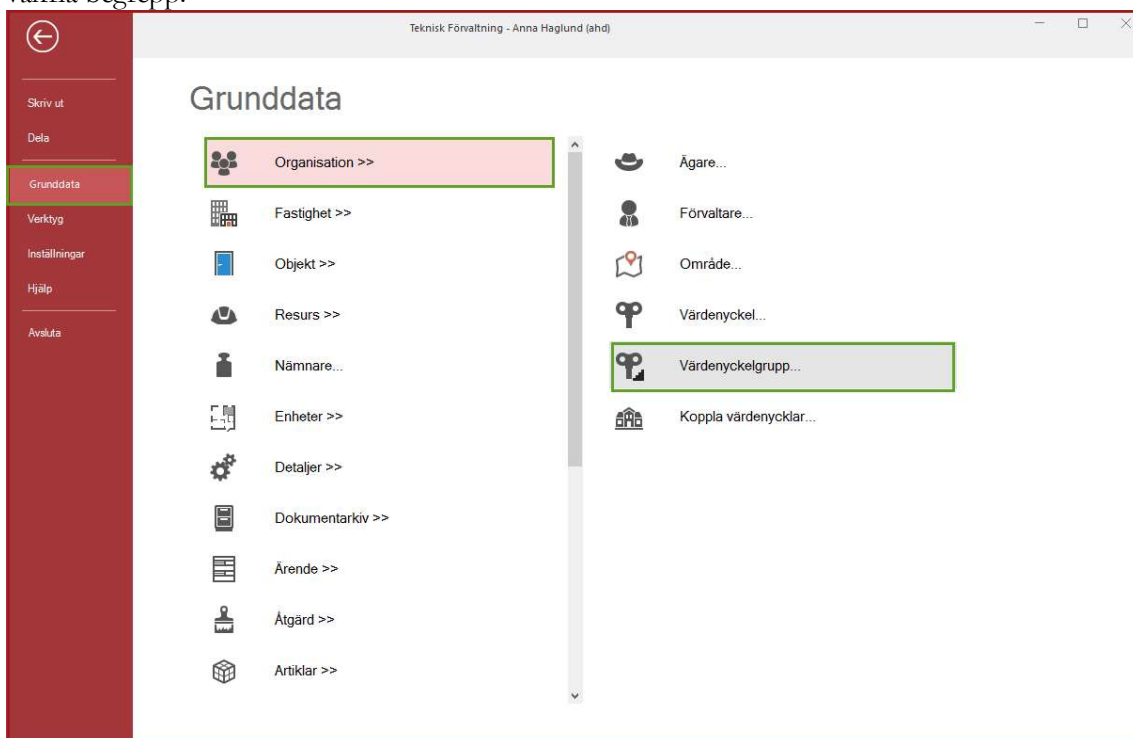 begrepp.
Teknisk Förvaltning - Anna Haglund (ahd)
Skriv ut
Dela
Grunddata
Verktyg
Inställningar
Hjälp
Avsluta
Grunddata
Organisation >>
Fastighet >>
Objekt >>
Resurs >>
Nämnare...
Enheter >>
Detaljer >>
Dokumentarkiv >>
Ärende >>
Åtgärd >>
Artiklar >>
Ägare...
Förvaltare...
Område...
Värdenyckel...
Värdenyckelgrupp...
Koppla värdenycklar...